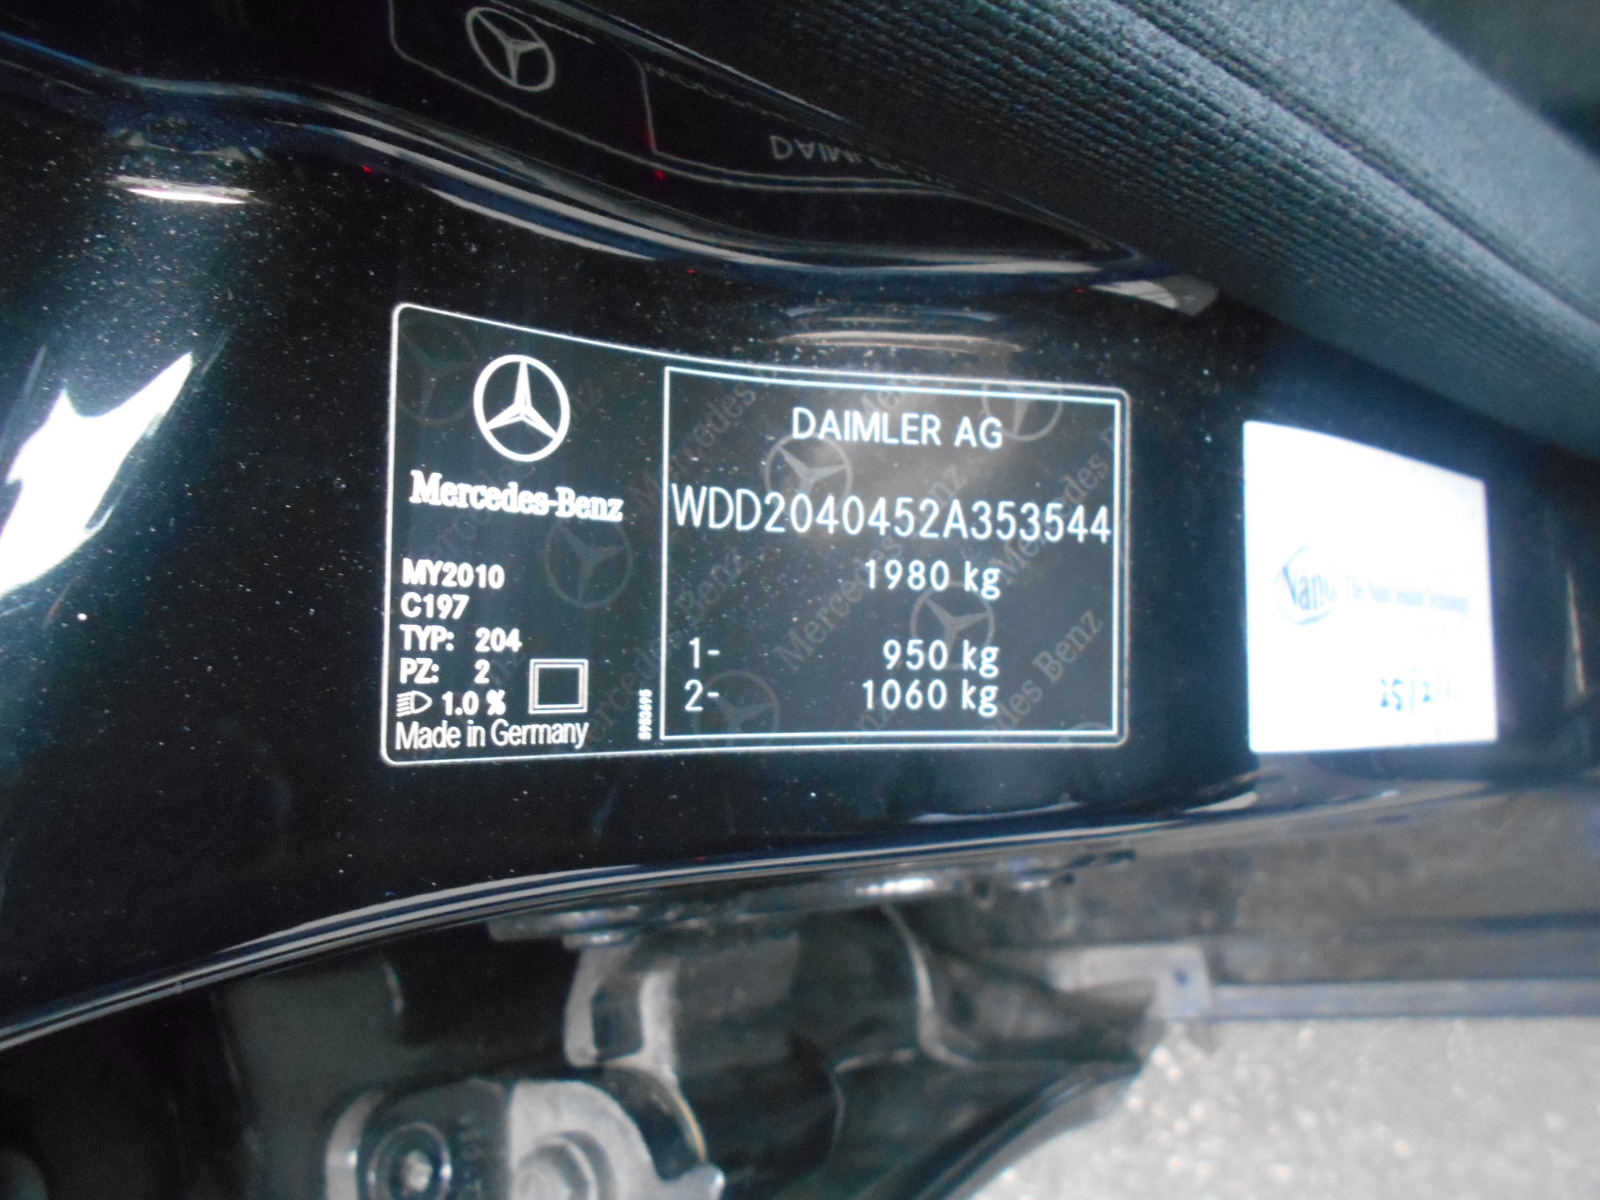 Mercedes-Benz
MY2010
C197
TYP: 204
PZ: 2
1.0 %
Made in Germany
DAIMLER AG
WDD2040452A353544
1980 kg
1- 950 kg
2- 1060 kg